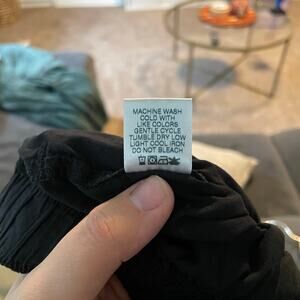 MACHINE WASH
COLD WITH
LIKE COLORS
GENTLE CYCLE
TUMBLE DRY LOW
LIGHT COOL IRON
DO NOT BLEACH